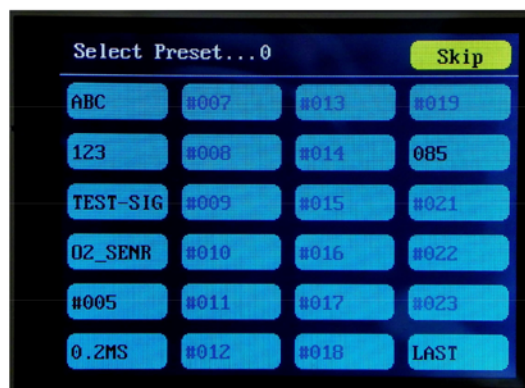 Select Preset...0 Skip
ABC #007 #013 #019
123 #008 #014 085
TEST-SIG #009 #015 #021
O2_SENR #010 #016 #022
#005 #011 #017 #023
0.2MS #012 #018 LAST